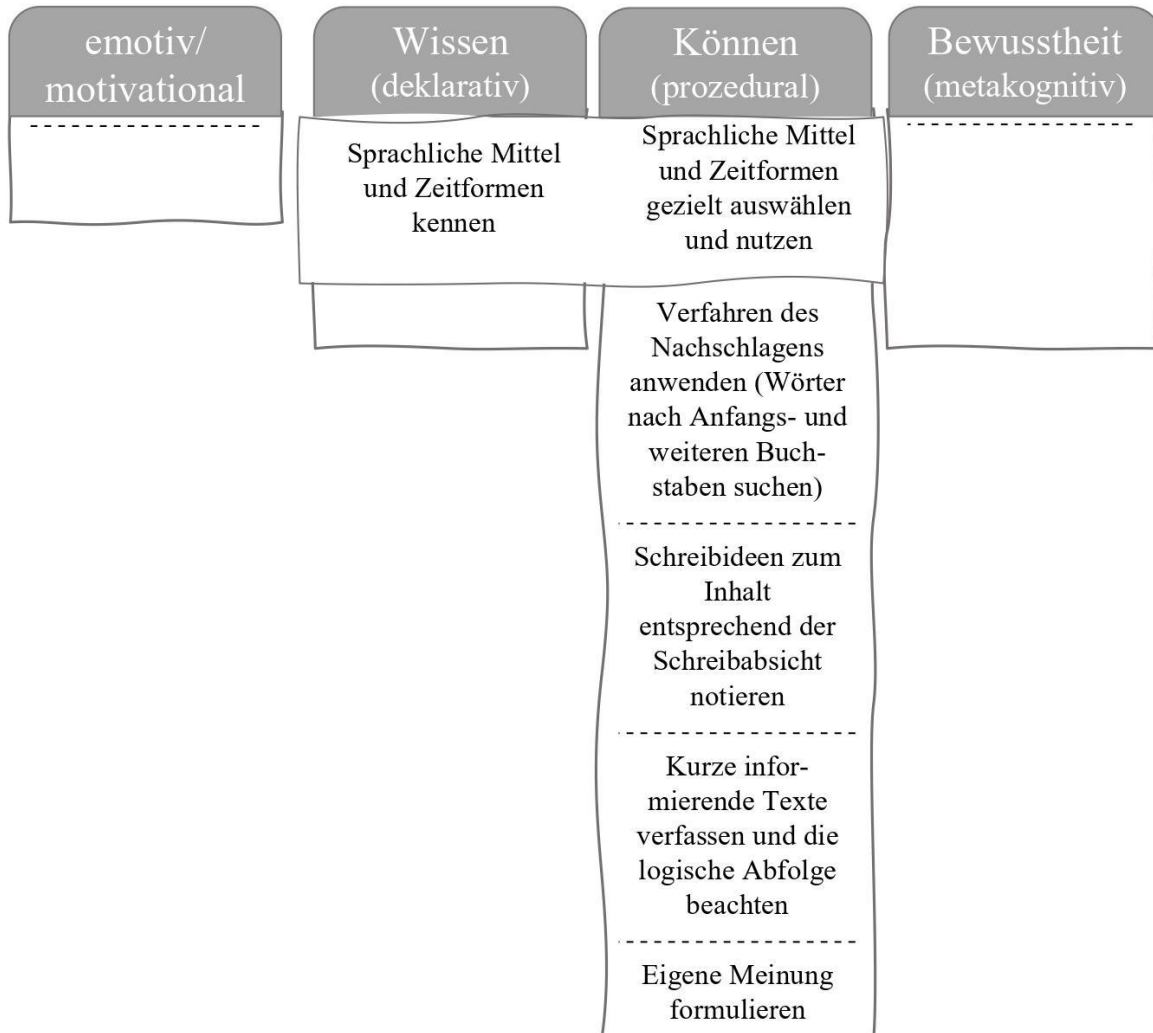 emotiv/
motivational
Wissen
(deklarativ)
Können
(prozedural)
Bewusstheit
(metakognitiv)
Sprachliche Mittel
und Zeitformen
kennen
Sprachliche Mittel
und Zeitformen
gezielt auswählen
und nutzen
Verfahren des
Nachschlagens
anwenden (Wörter
nach Anfangs- und
weiteren Buch-
staben suchen)
Schreibideen zum
Inhalt
entsprechend der
Schreibabsicht
notieren
Kurze infor-
mierende Texte
verfassen und die
logische Abfolge
beachten
Eigene Meinung
formulieren